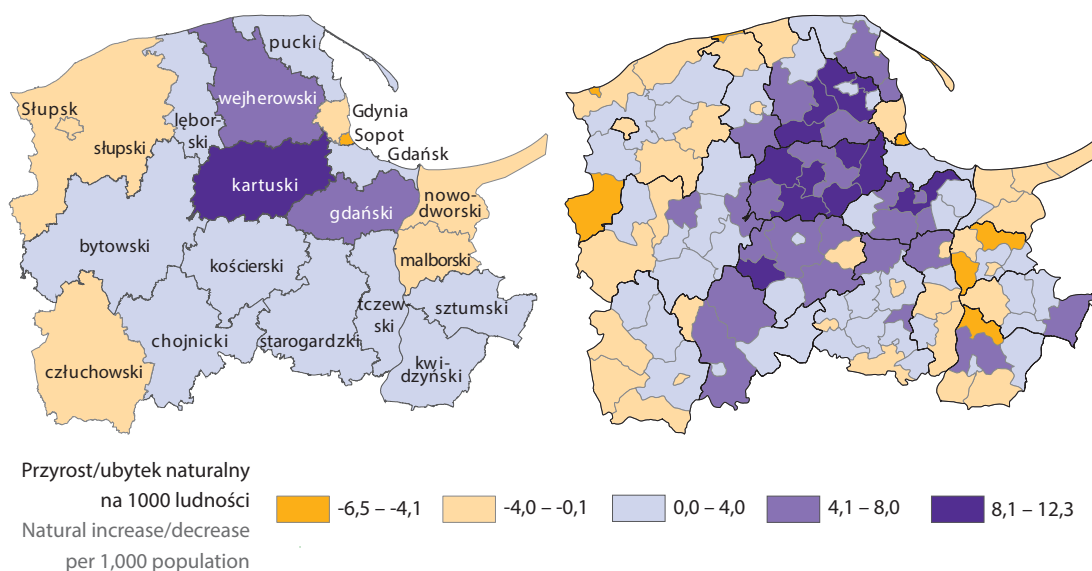 pucki
wejherowski
Słupsk
Gdynia
lębor-
ski
Sopot
słupski
Gdańsk
kartuski
nowo-
dworski
gdański
bytowski
kościerski
malborski
tczew-
ski
sztumski
chojnicki
starogardzki
kwi-
dzyński
człuchowski
Przyrost/ubytek naturalny
na 1000 ludności
Natural increase/decrease
per 1,000 population
-6,5 – -4,1
-4,0 – -0,1
0,0 – 4,0
4,1 – 8,0
8,1 – 12,3